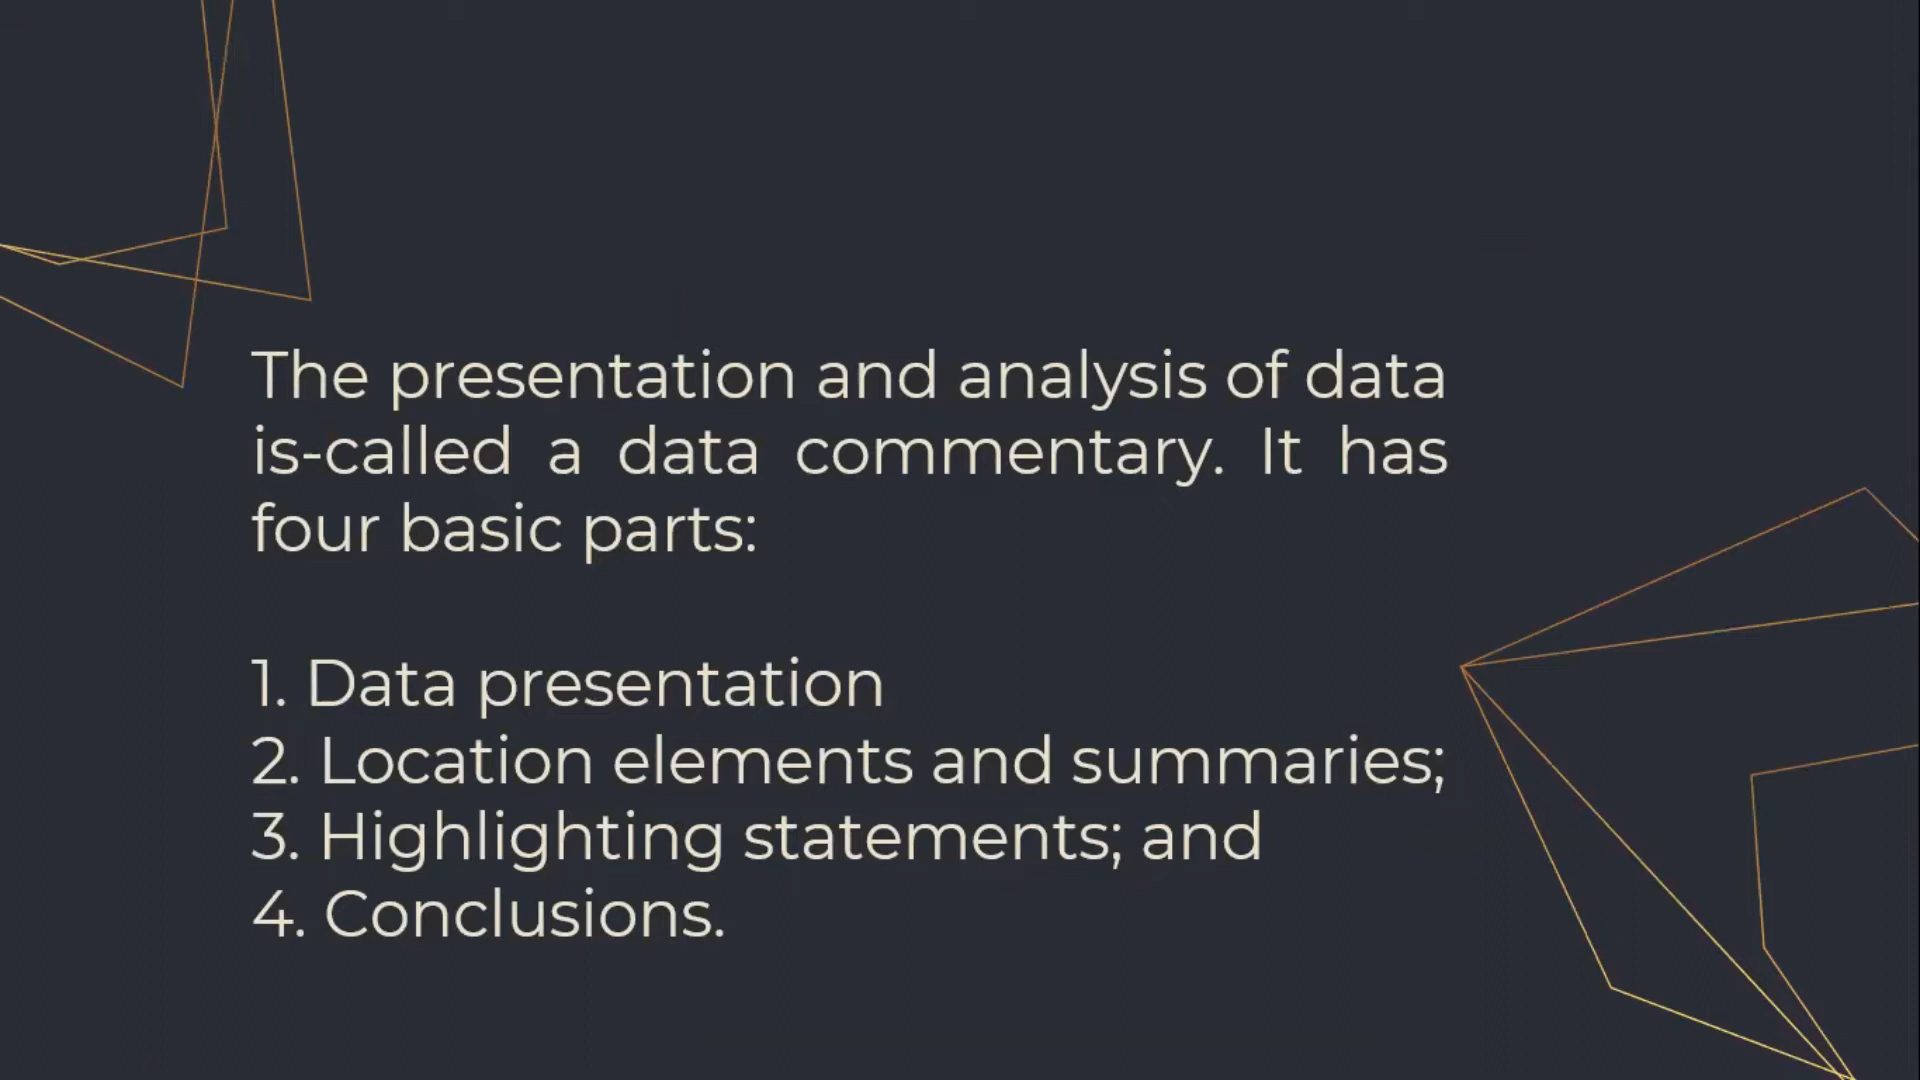 The presentation and analysis of data
is-called a data commentary. It has
four basic parts:
1. Data presentation
2. Location elements and summaries;
3. Highlighting statements; and
4. Conclusions.